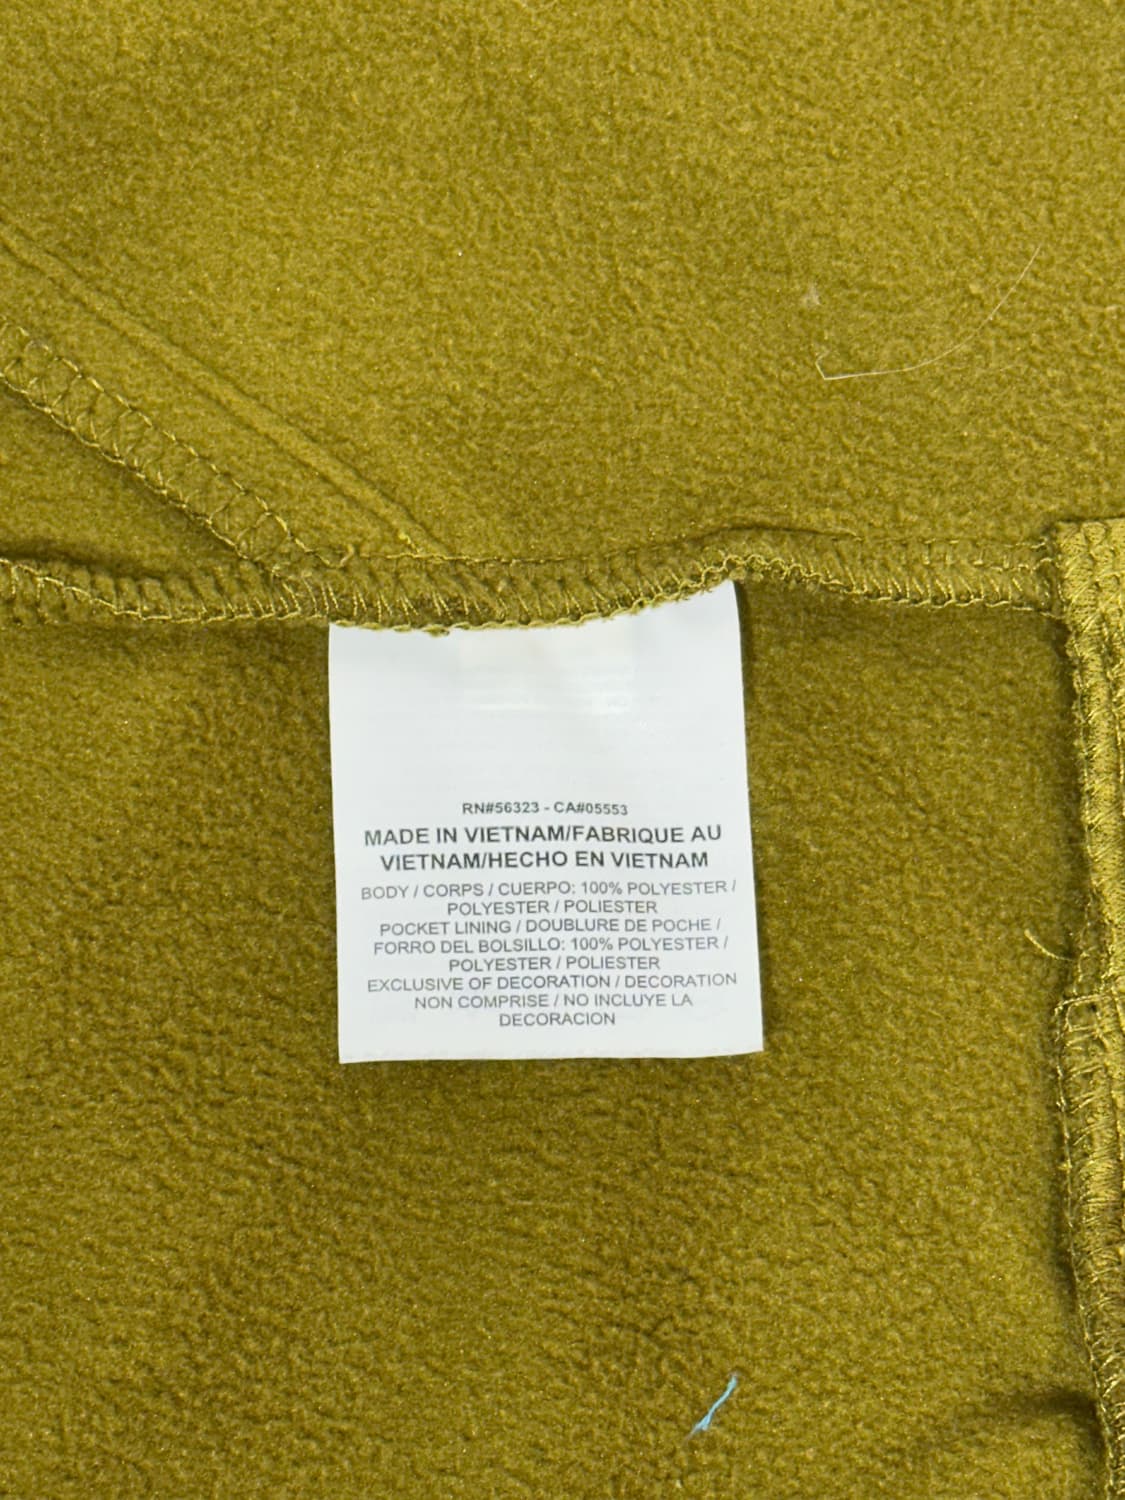 RN#56323 - CA#05553
MADE IN VIETNAM/FABRIQUE AU
VIETNAM/HECHO EN VIETNAM
BODY / CORPS / CUERPO: 100% POLYESTER /
POLYESTER / POLIESTER
POCKET LINING / DOUBLURE DE POCHE /
FORRO DEL BOLSILLO: 100% POLYESTER /
POLYESTER / POLIESTER
EXCLUSIVE OF DECORATION / DECORATION
NON COMPRISE / NO INCLUYE LA
DECORACION